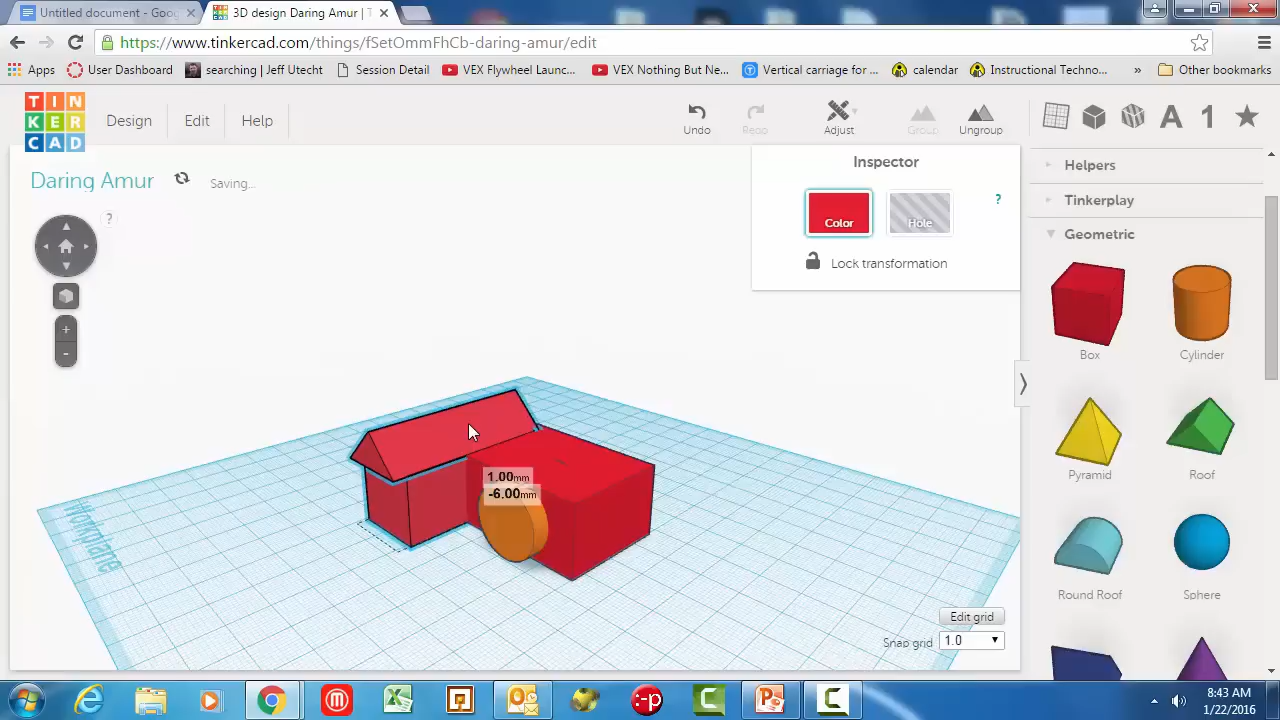 Untitled document - Goog
3D design Daring Amur | T
https://www.tinkercad.com/things/fSetOmmFhCb-daring-amur/edit
Apps
User Dashboard
searching | Jeff Utecht
Session Detail
VEX Flywheel Launc...
VEX Nothing But Ne...
Vertical carriage for ...
calendar
Instructional Techno...
»
Other bookmarks
TIN
KER
CAD
Design
Edit
Help
Undo
Redo
Adjust
Group
Ungroup
A
1
Daring Amur
Saving...
?
Inspector
Color
Hole
?
Lock transformation
Helpers
Tinkerplay
Geometric
Box
Cylinder
Pyramid
Roof
Round Roof
Sphere
+
-
1.00mm
-6.00mm
Workplane
Edit grid
Snap grid
1.0
8:43 AM
1/22/2016